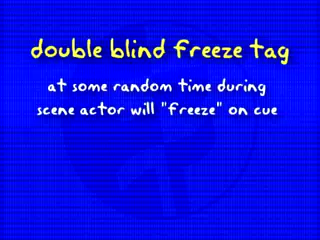 double blind freeze tag
at some random time during
scene actor will "freeze" on cue